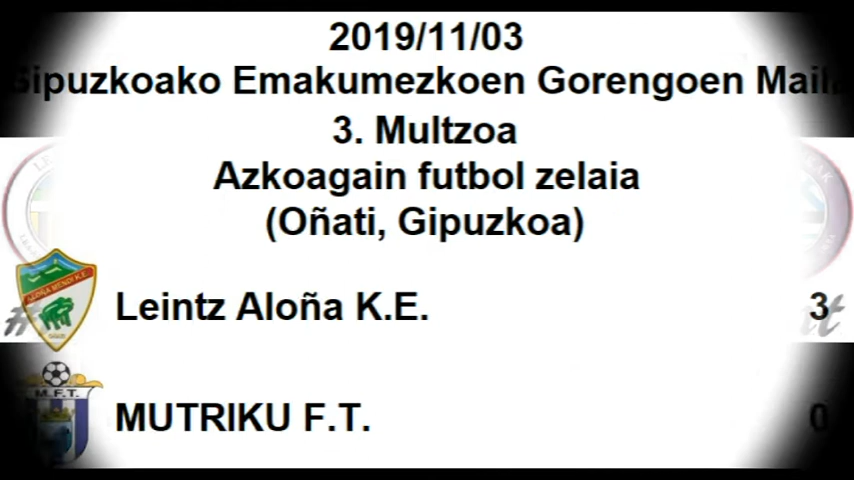 2019/11/03
Gipuzkoako Emakumezkoen Gorengoen Maila
3. Multzoa
Azkoagain futbol zelaia
(Oñati, Gipuzkoa)
Leintz Aloña K.E. 3
M.F.T.
MUTRIKU F.T. 0